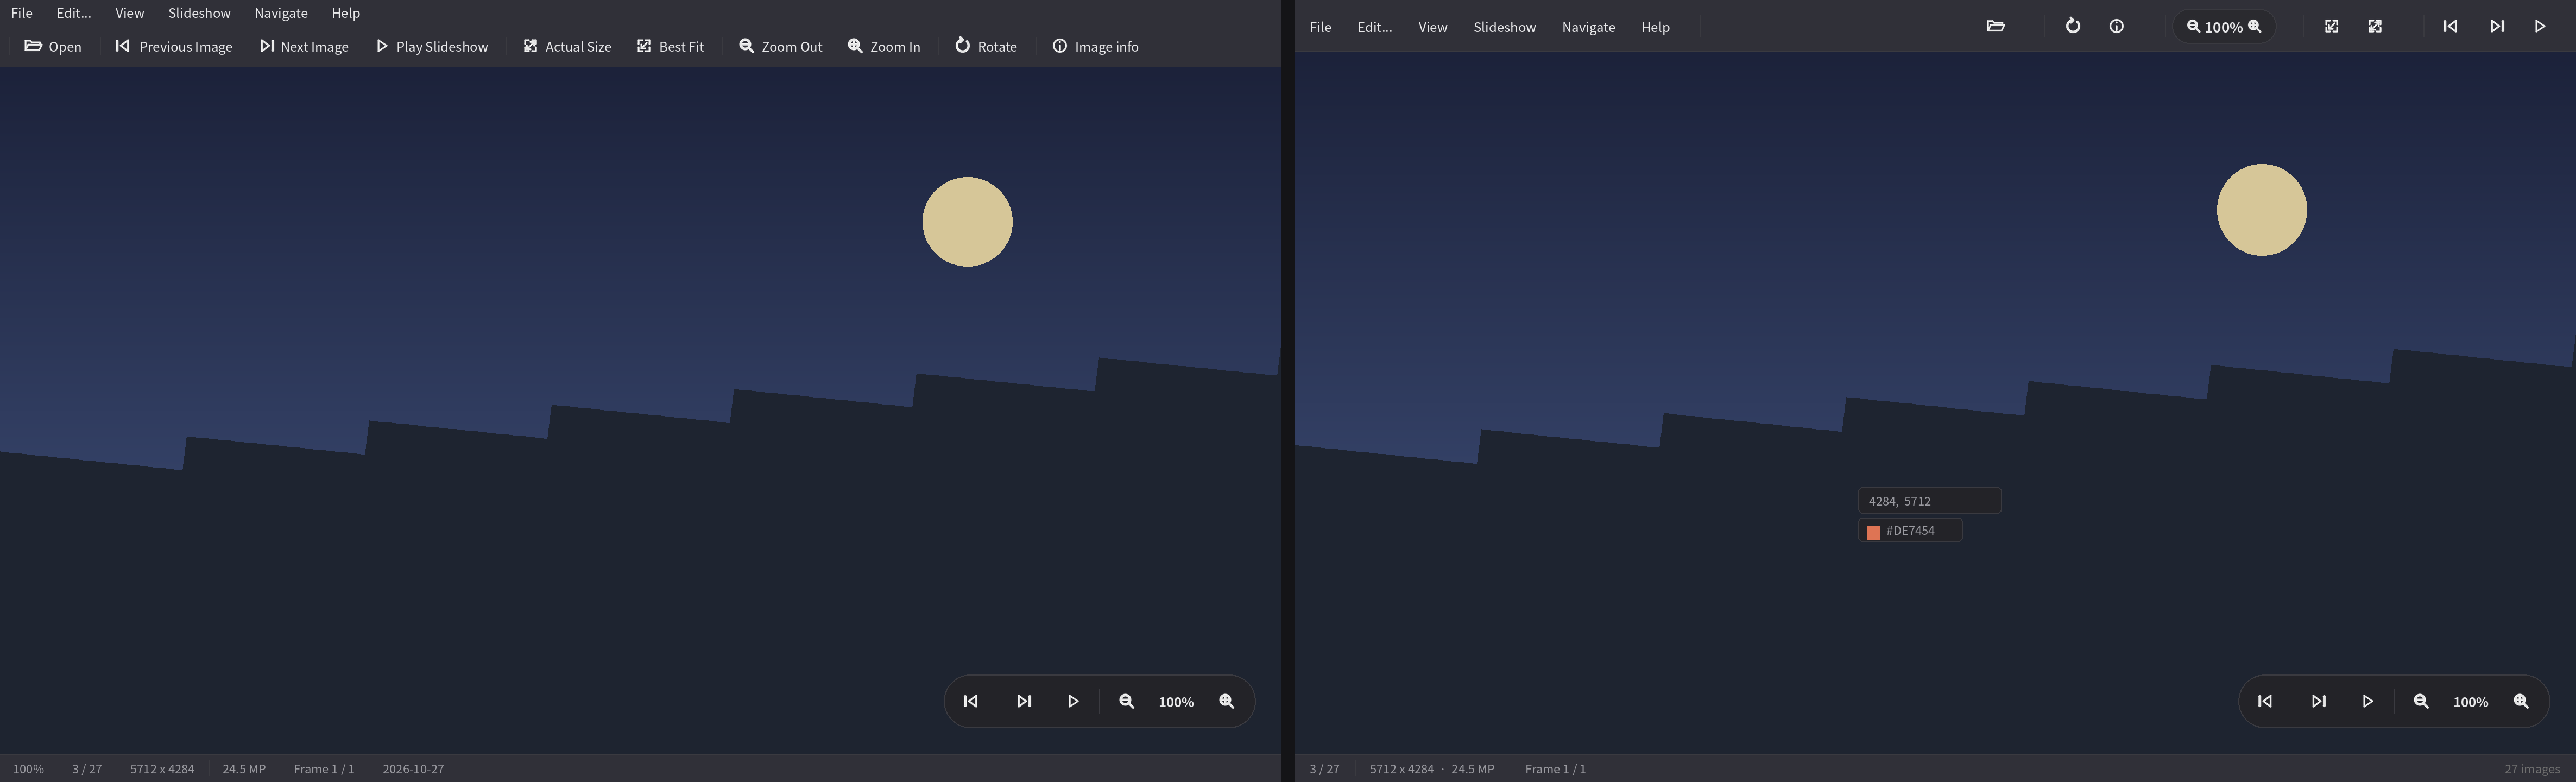 File Edit... View Slideshow Navigate Help
Open Previous Image Next Image Play Slideshow Actual Size Best Fit Zoom Out Zoom In Rotate Image info
100%
100% 3 / 27 5712 x 4284 24.5 MP Frame 1 / 1 2026-10-27
File Edit... View Slideshow Navigate Help 100%
4284, 5712
#DE7454
100%
3 / 27 5712 x 4284 · 24.5 MP Frame 1 / 1 27 images